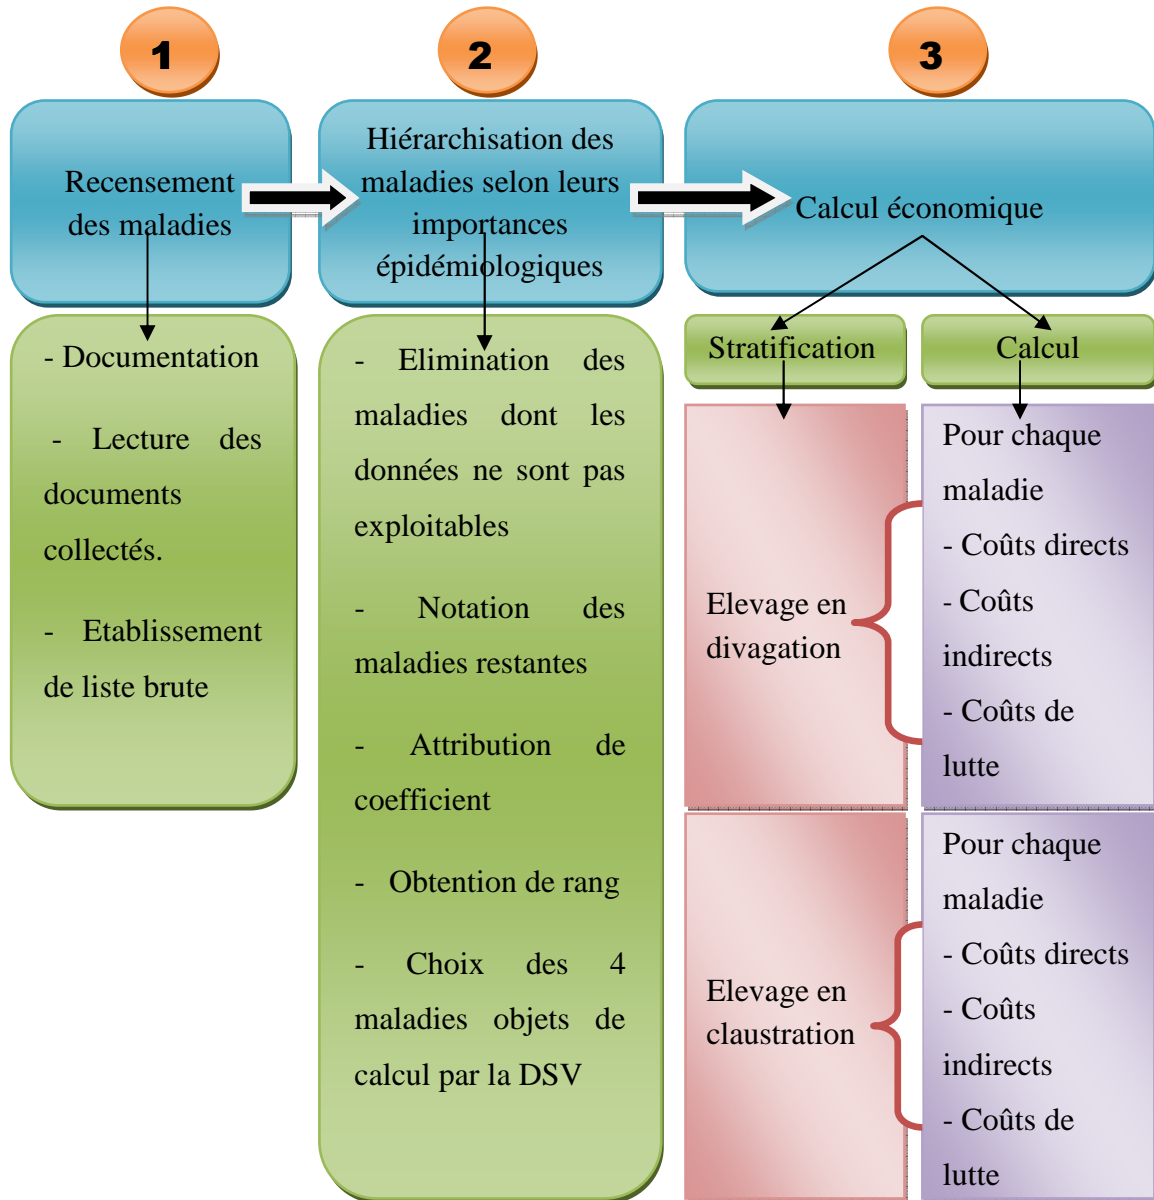 1
2
3
Recensement
des maladies
Hiérarchisation des
maladies selon leurs
importances
épidémiologiques
Calcul économique
- Documentation
- Lecture des
documents
collectés.
- Etablissement
de liste brute
- Elimination des
maladies dont les
données ne sont pas
exploitables
- Notation des
maladies restantes
- Attribution de
coefficient
- Obtention de rang
- Choix des 4
maladies objets de
calcul par la DSV
Stratification
Calcul
Elevage en
divagation
Pour chaque
maladie
- Coûts directs
- Coûts
indirects
- Coûts de
lutte
Elevage en
claustration
Pour chaque
maladie
- Coûts directs
- Coûts
indirects
- Coûts de
lutte